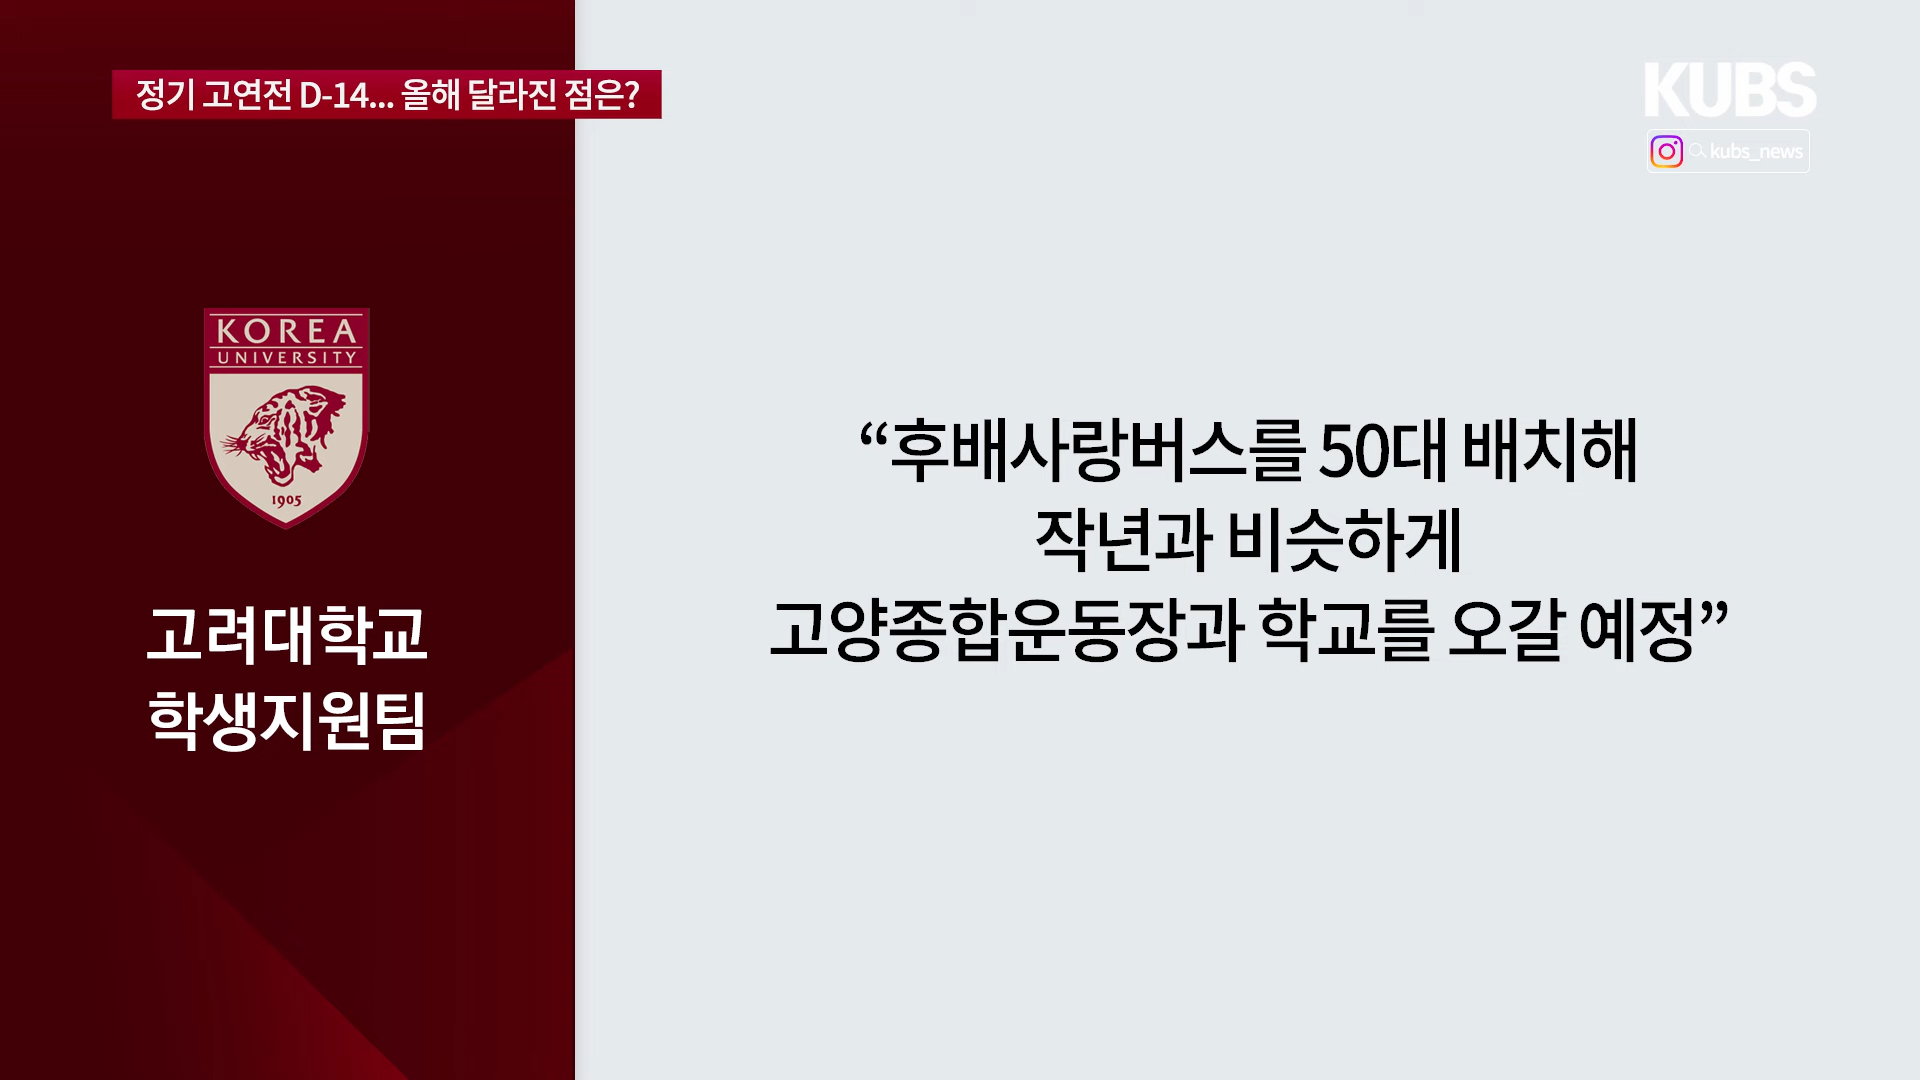 정기 고연전 D-14... 올해 달라진 점은?
KUBS
kubs_news
KOREA
UNIVERSITY
1905
고려대학교
학생지원팀
“후배사랑버스를 50대 배치해
작년과 비슷하게
고양종합운동장과 학교를 오갈 예정”